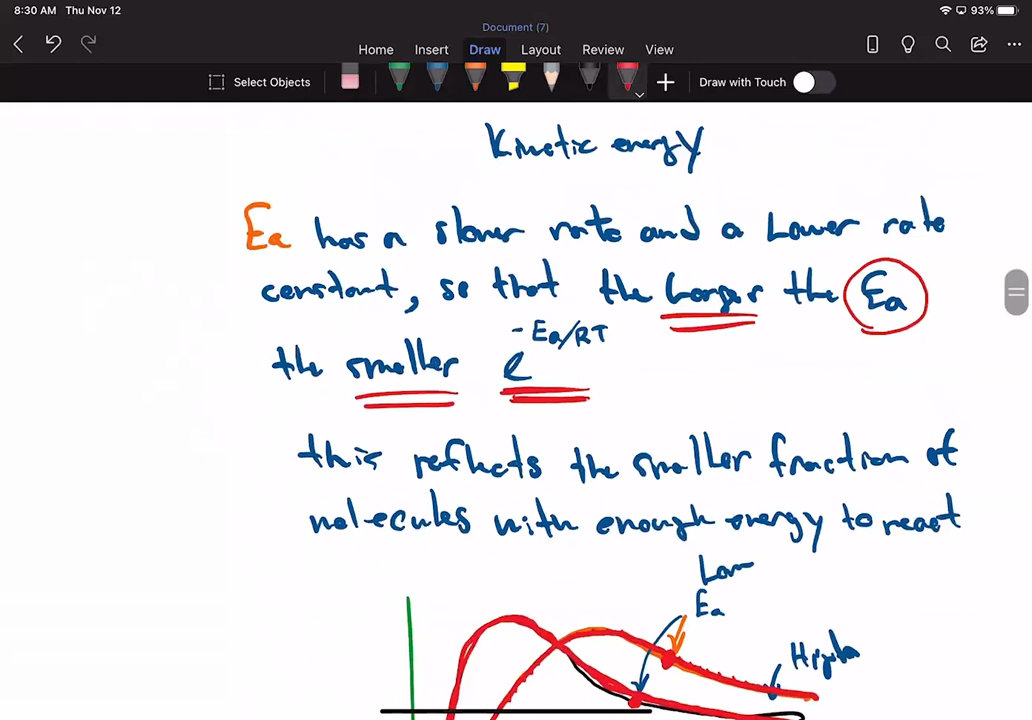 8:30 AM Thu Nov 12
93%
Document (7)
Home Insert Draw Layout Review View
Select Objects
Draw with Touch
Kinetic energy
Ea has a slower rate and a Lower rate
constant, so that the Larger the Ea
the smaller e -Ea/RT
this reflects the smaller fraction of
molecules with enough energy to react
Low
Ea